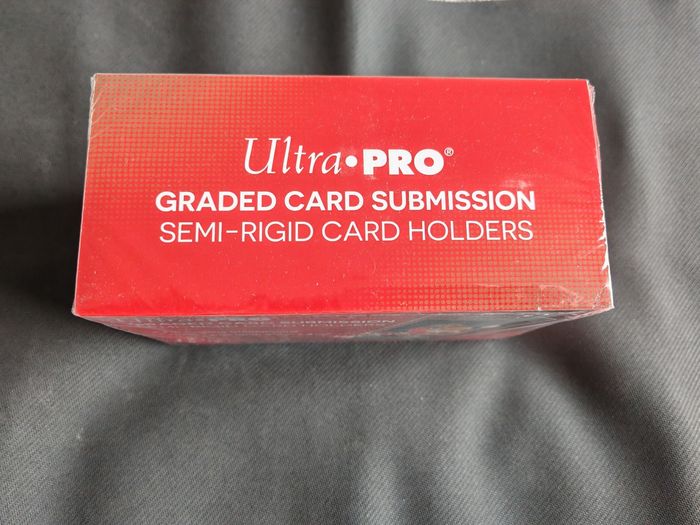 Ultra•PRO®
GRADED CARD SUBMISSION
SEMI-RIGID CARD HOLDERS